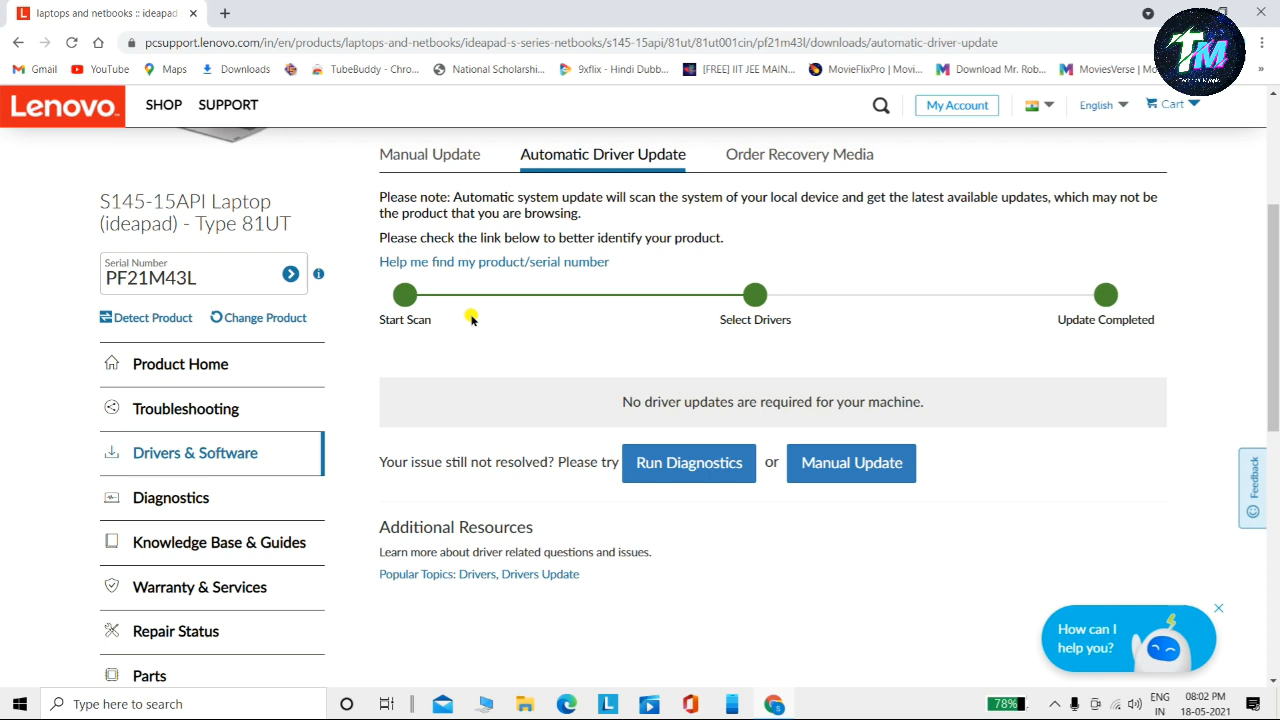 laptops and netbooks :: ideapad
pcsupport.lenovo.com/in/en/products/laptops-and-netbooks/ideapad-s-series-netbooks/s145-15api/81ut/81ut001cin/pf21m43l/downloads/automatic-driver-update
Gmail YouTube Maps Downloads TubeBuddy - Chro... National Scholarshi... 9xflix - Hindi Dubb... [FREE] IIT JEE MAIN... MovieFlixPro | Movi... Download Mr. Rob... MoviesVerse | Mo
TM
- Technical Myopic
Lenovo SHOP SUPPORT My Account English Cart
Manual Update Automatic Driver Update Order Recovery Media
Please note: Automatic system update will scan the system of your local device and get the latest available updates, which may not be
the product that you are browsing.
Please check the link below to better identify your product.
Help me find my product/serial number
S145-15API Laptop
(ideapad) - Type 81UT
Serial Number
PF21M43L
Detect Product Change Product
Start Scan Select Drivers Update Completed
Product Home
Troubleshooting
Drivers & Software
Diagnostics
Knowledge Base & Guides
Warranty & Services
Repair Status
Parts
No driver updates are required for your machine.
Your issue still not resolved? Please try Run Diagnostics or Manual Update
Additional Resources
Learn more about driver related questions and issues.
Popular Topics: Drivers, Drivers Update
Feedback
How can I
help you?
Type here to search
78%
ENG
IN
08:02 PM
18-05-2021